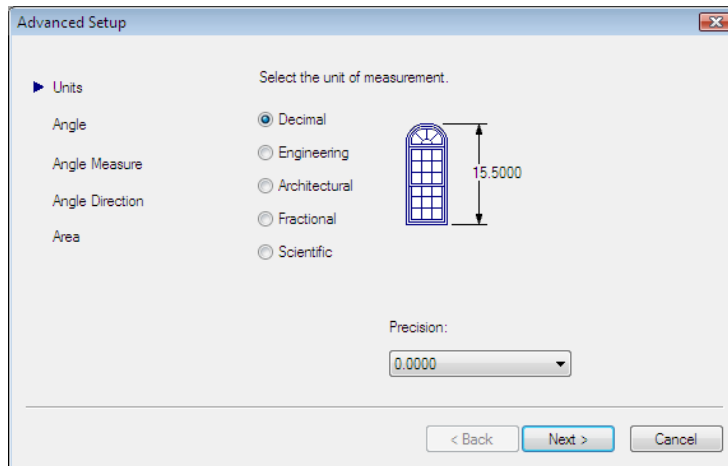 Advanced Setup
Units
Angle
Angle Measure
Angle Direction
Area
Select the unit of measurement.
Decimal
Engineering
Architectural
Fractional
Scientific
15.5000
Precision:
0.0000
< Back
Next >
Cancel